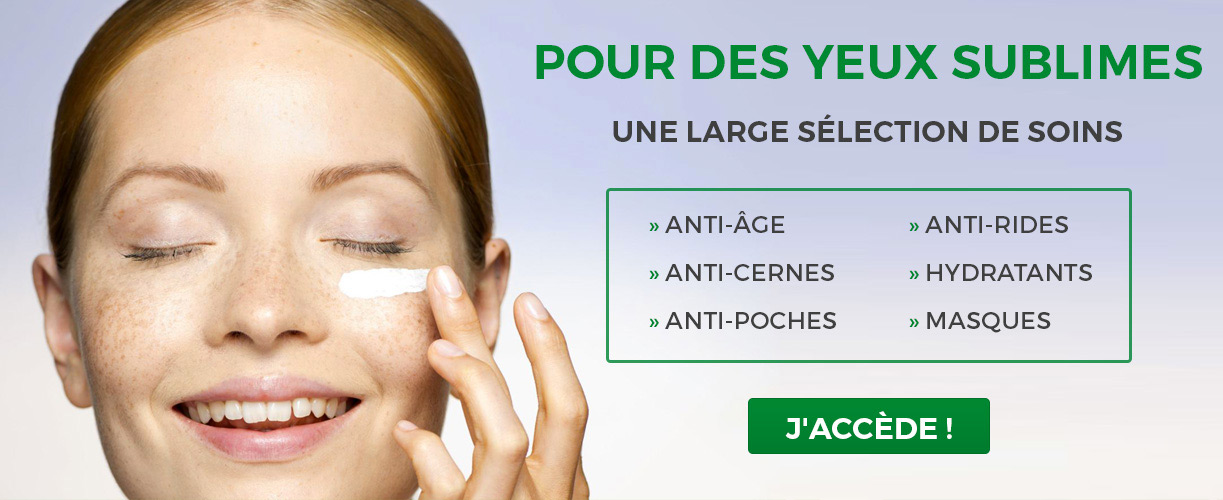 POUR DES YEUX SUBLIMES
UNE LARGE SÉLECTION DE SOINS
» ANTI-ÂGE
» ANTI-CERNES
» ANTI-POCHES
» ANTI-RIDES
» HYDRATANTS
» MASQUES
J'ACCÈDE !